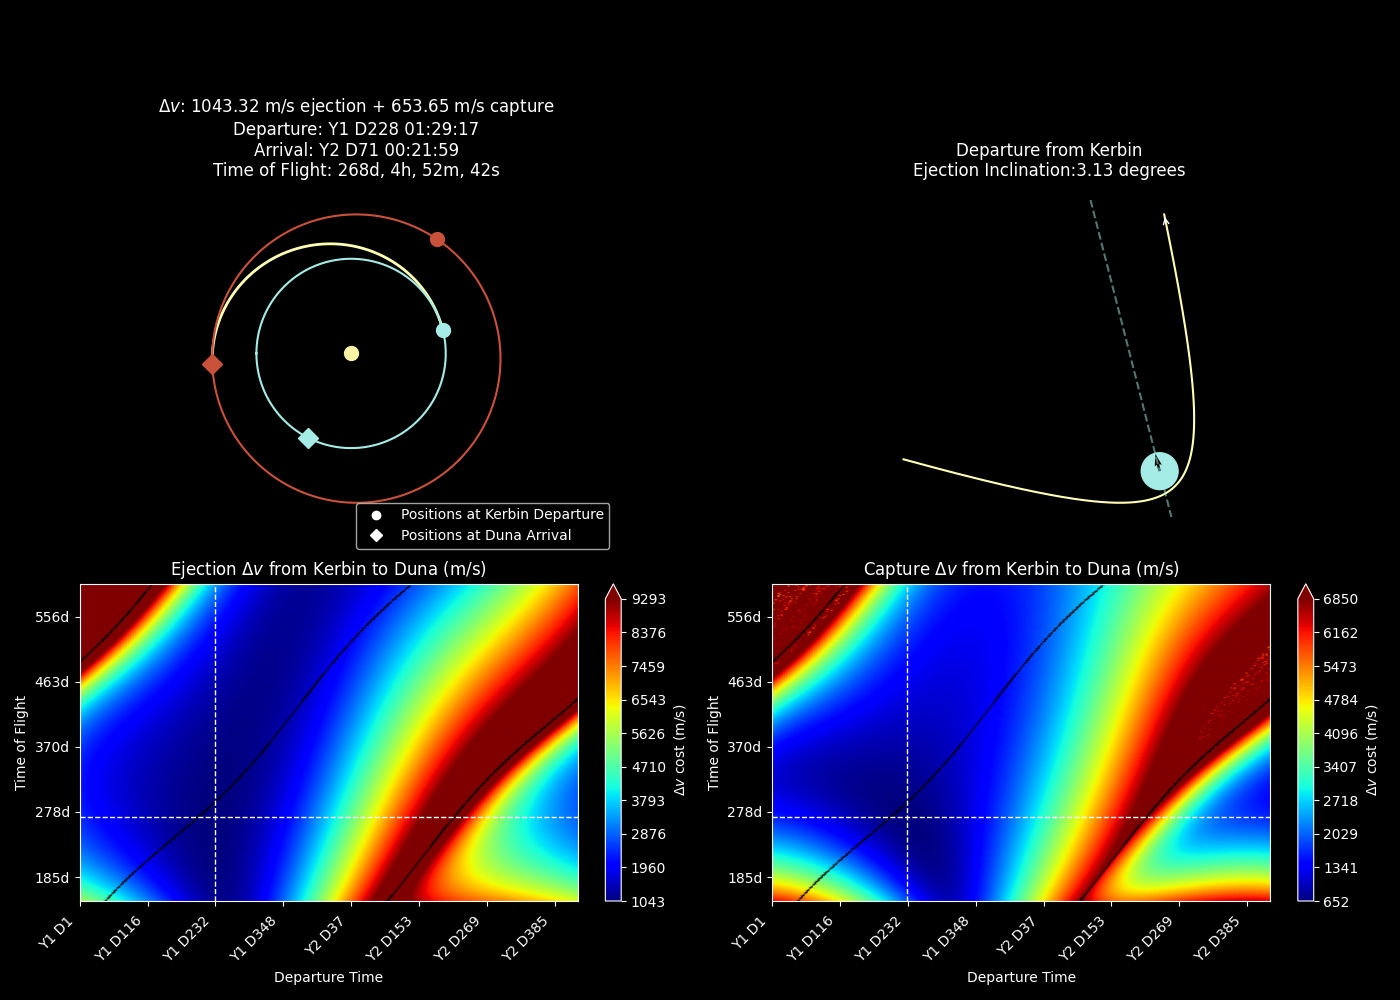 Δv: 1043.32 m/s ejection + 653.65 m/s capture
Departure: Y1 D228 01:29:17
Arrival: Y2 D71 00:21:59
Time of Flight: 268d, 4h, 52m, 42s
Departure from Kerbin
Ejection Inclination:3.13 degrees
Positions at Kerbin Departure
Positions at Duna Arrival
Ejection Δv from Kerbin to Duna (m/s)
556d
463d
370d
278d
185d
Time of Flight
Y1 D1
Y1 D116
Y1 D232
Y1 D348
Y2 D37
Y2 D153
Y2 D269
Y2 D385
Departure Time
9293
8376
7459
6543
5626
4710
3793
2876
1960
1043
Δv cost (m/s)
Capture Δv from Kerbin to Duna (m/s)
556d
463d
370d
278d
185d
Time of Flight
Y1 D1
Y1 D116
Y1 D232
Y1 D348
Y2 D37
Y2 D153
Y2 D269
Y2 D385
Departure Time
6850
6162
5473
4784
4096
3407
2718
2029
1341
652
Δv cost (m/s)